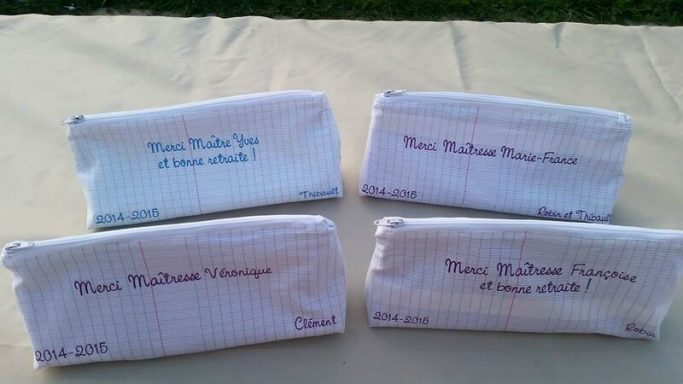 Merci Maître Yves
et bonne retraite !
Thibault
2014-2015
Merci Maîtresse Marie-France
2014-2015
Robin et Thibault
Merci Maîtresse Véronique
Clément
2014-2015
Merci Maîtresse Françoise
et bonne retraite !
2014-2015
Robin